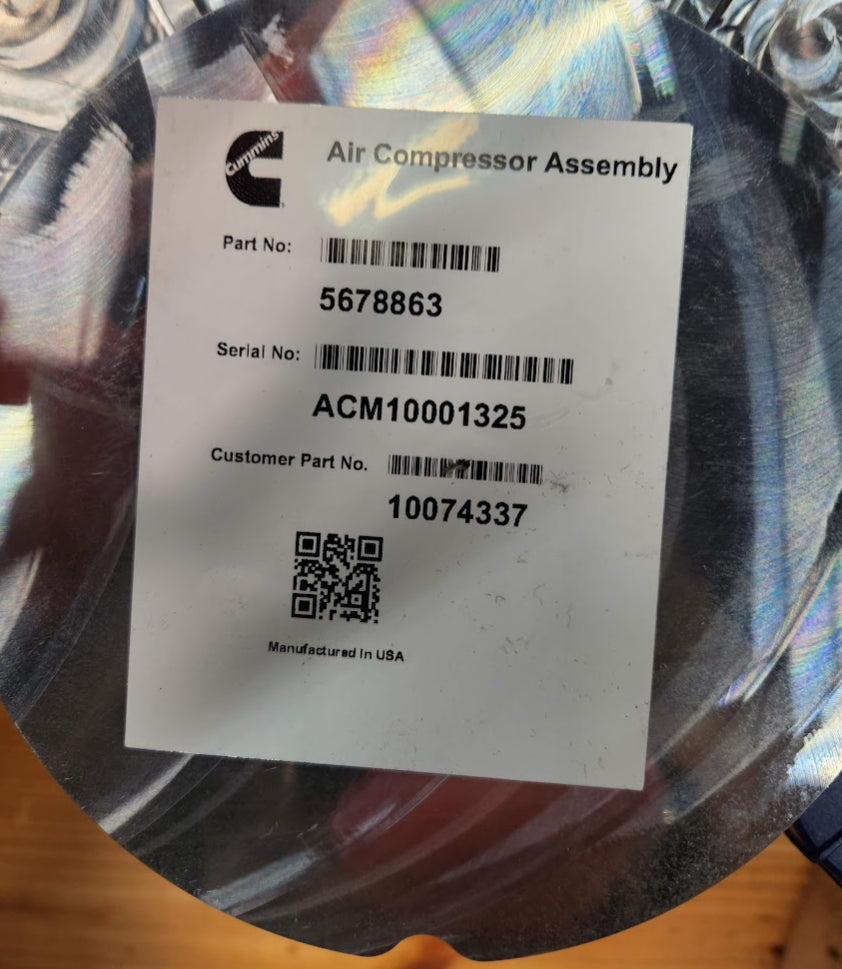 Cummins
Air Compressor Assembly
Part No:
5678863
Serial No:
ACM10001325
Customer Part No.
10074337
Manufactured In USA